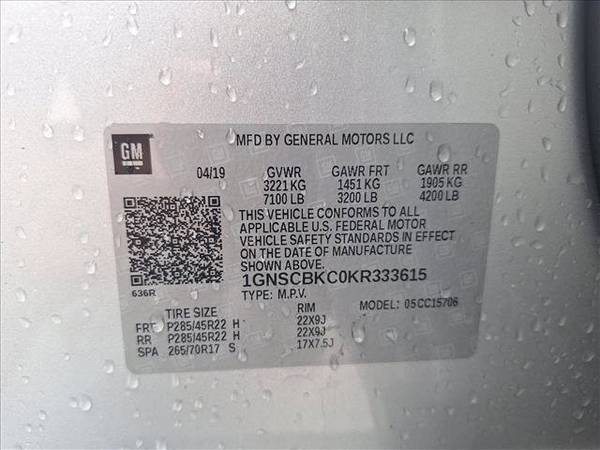 GM
MFD BY GENERAL MOTORS LLC
04/19 GVWR GAWR FRT GAWR RR
3221 KG 1451 KG 1905 KG
7100 LB 3200 LB 4200 LB
THIS VEHICLE CONFORMS TO ALL
APPLICABLE U.S. FEDERAL MOTOR
VEHICLE SAFETY STANDARDS IN EFFECT
ON THE DATE OF MANUFACTURE
SHOWN ABOVE.
1GNSCBKC0KR333615
636R TYPE: M.P.V.
TIRE SIZE RIM MODEL: 05CC15706
FRT P285/45R22 H 22X9J
RR P285/45R22 H 22X9J
SPA 265/70R17 S 17X7.5J